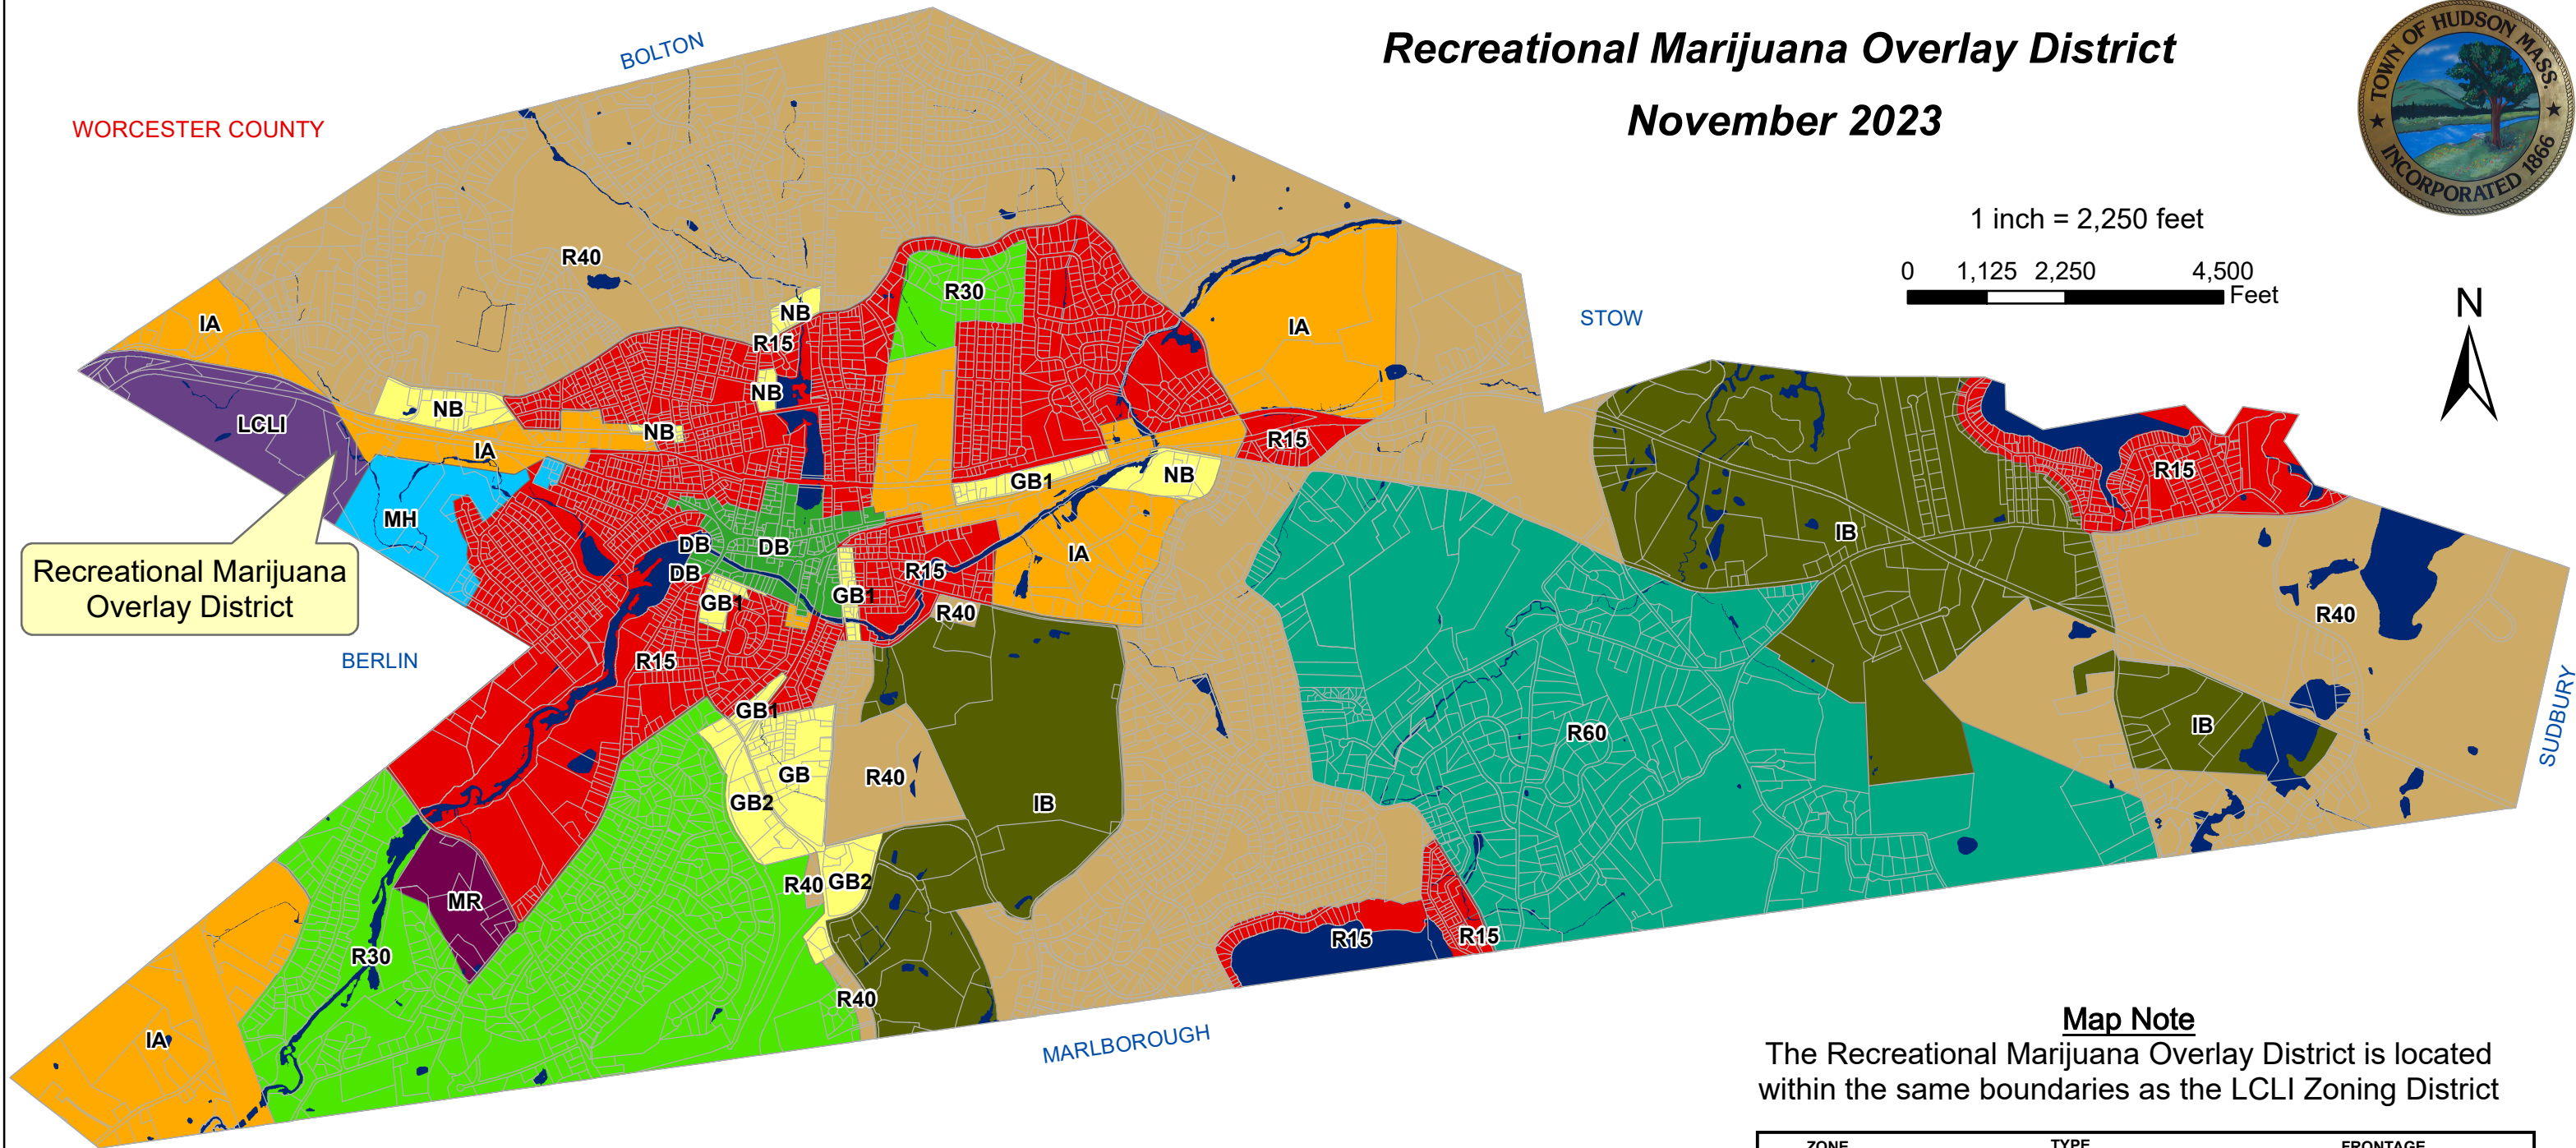 Recreational Marijuana Overlay District
November 2023
TOWN OF HUDSON MASS.
INCORPORATED 1866
BOLTON
WORCESTER COUNTY
1 inch = 2,250 feet
0 1,125 2,250 4,500
Feet
N
STOW
R40
R30
NB
IA
IA
R15
NB
NB
LCLI
NB
IA
R15
GB1
NB
R15
MH
IB
DB
DB
IA
DB
R15
GB1
GB1
R40
R40
Recreational Marijuana
Overlay District
BERLIN
R15
SUDBURY
GB1
R60
IB
GB
R40
GB2
IB
R40
GB2
MR
R15
R15
R30
R40
IA
MARLBOROUGH
Map Note
The Recreational Marijuana Overlay District is located
within the same boundaries as the LCLI Zoning District
ZONE TYPE FRONTAGE